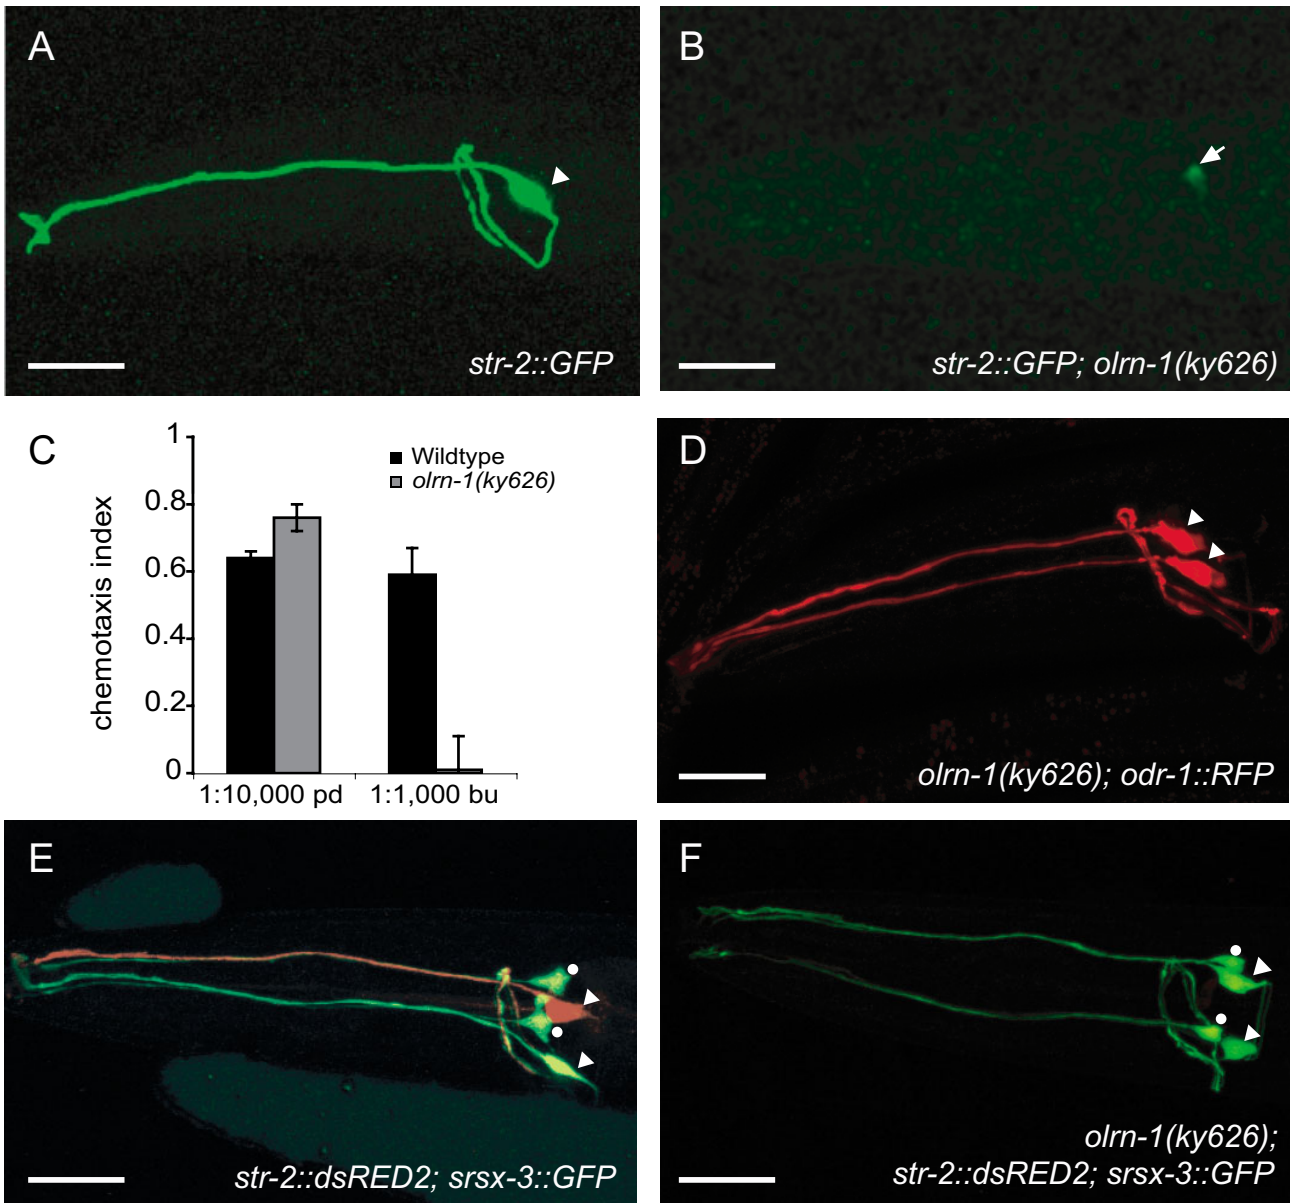 A
str-2::GFP
B
str-2::GFP; olrn-1(ky626)
C
chemotaxis index
1
0.8
0.6
0.4
0.2
0
Wildtype
olrn-1(ky626)
1:10,000 pd
1:1,000 bu
D
olrn-1(ky626); odr-1::RFP
E
str-2::dsRED2; srsx-3::GFP
F
olrn-1(ky626);
str-2::dsRED2; srsx-3::GFP